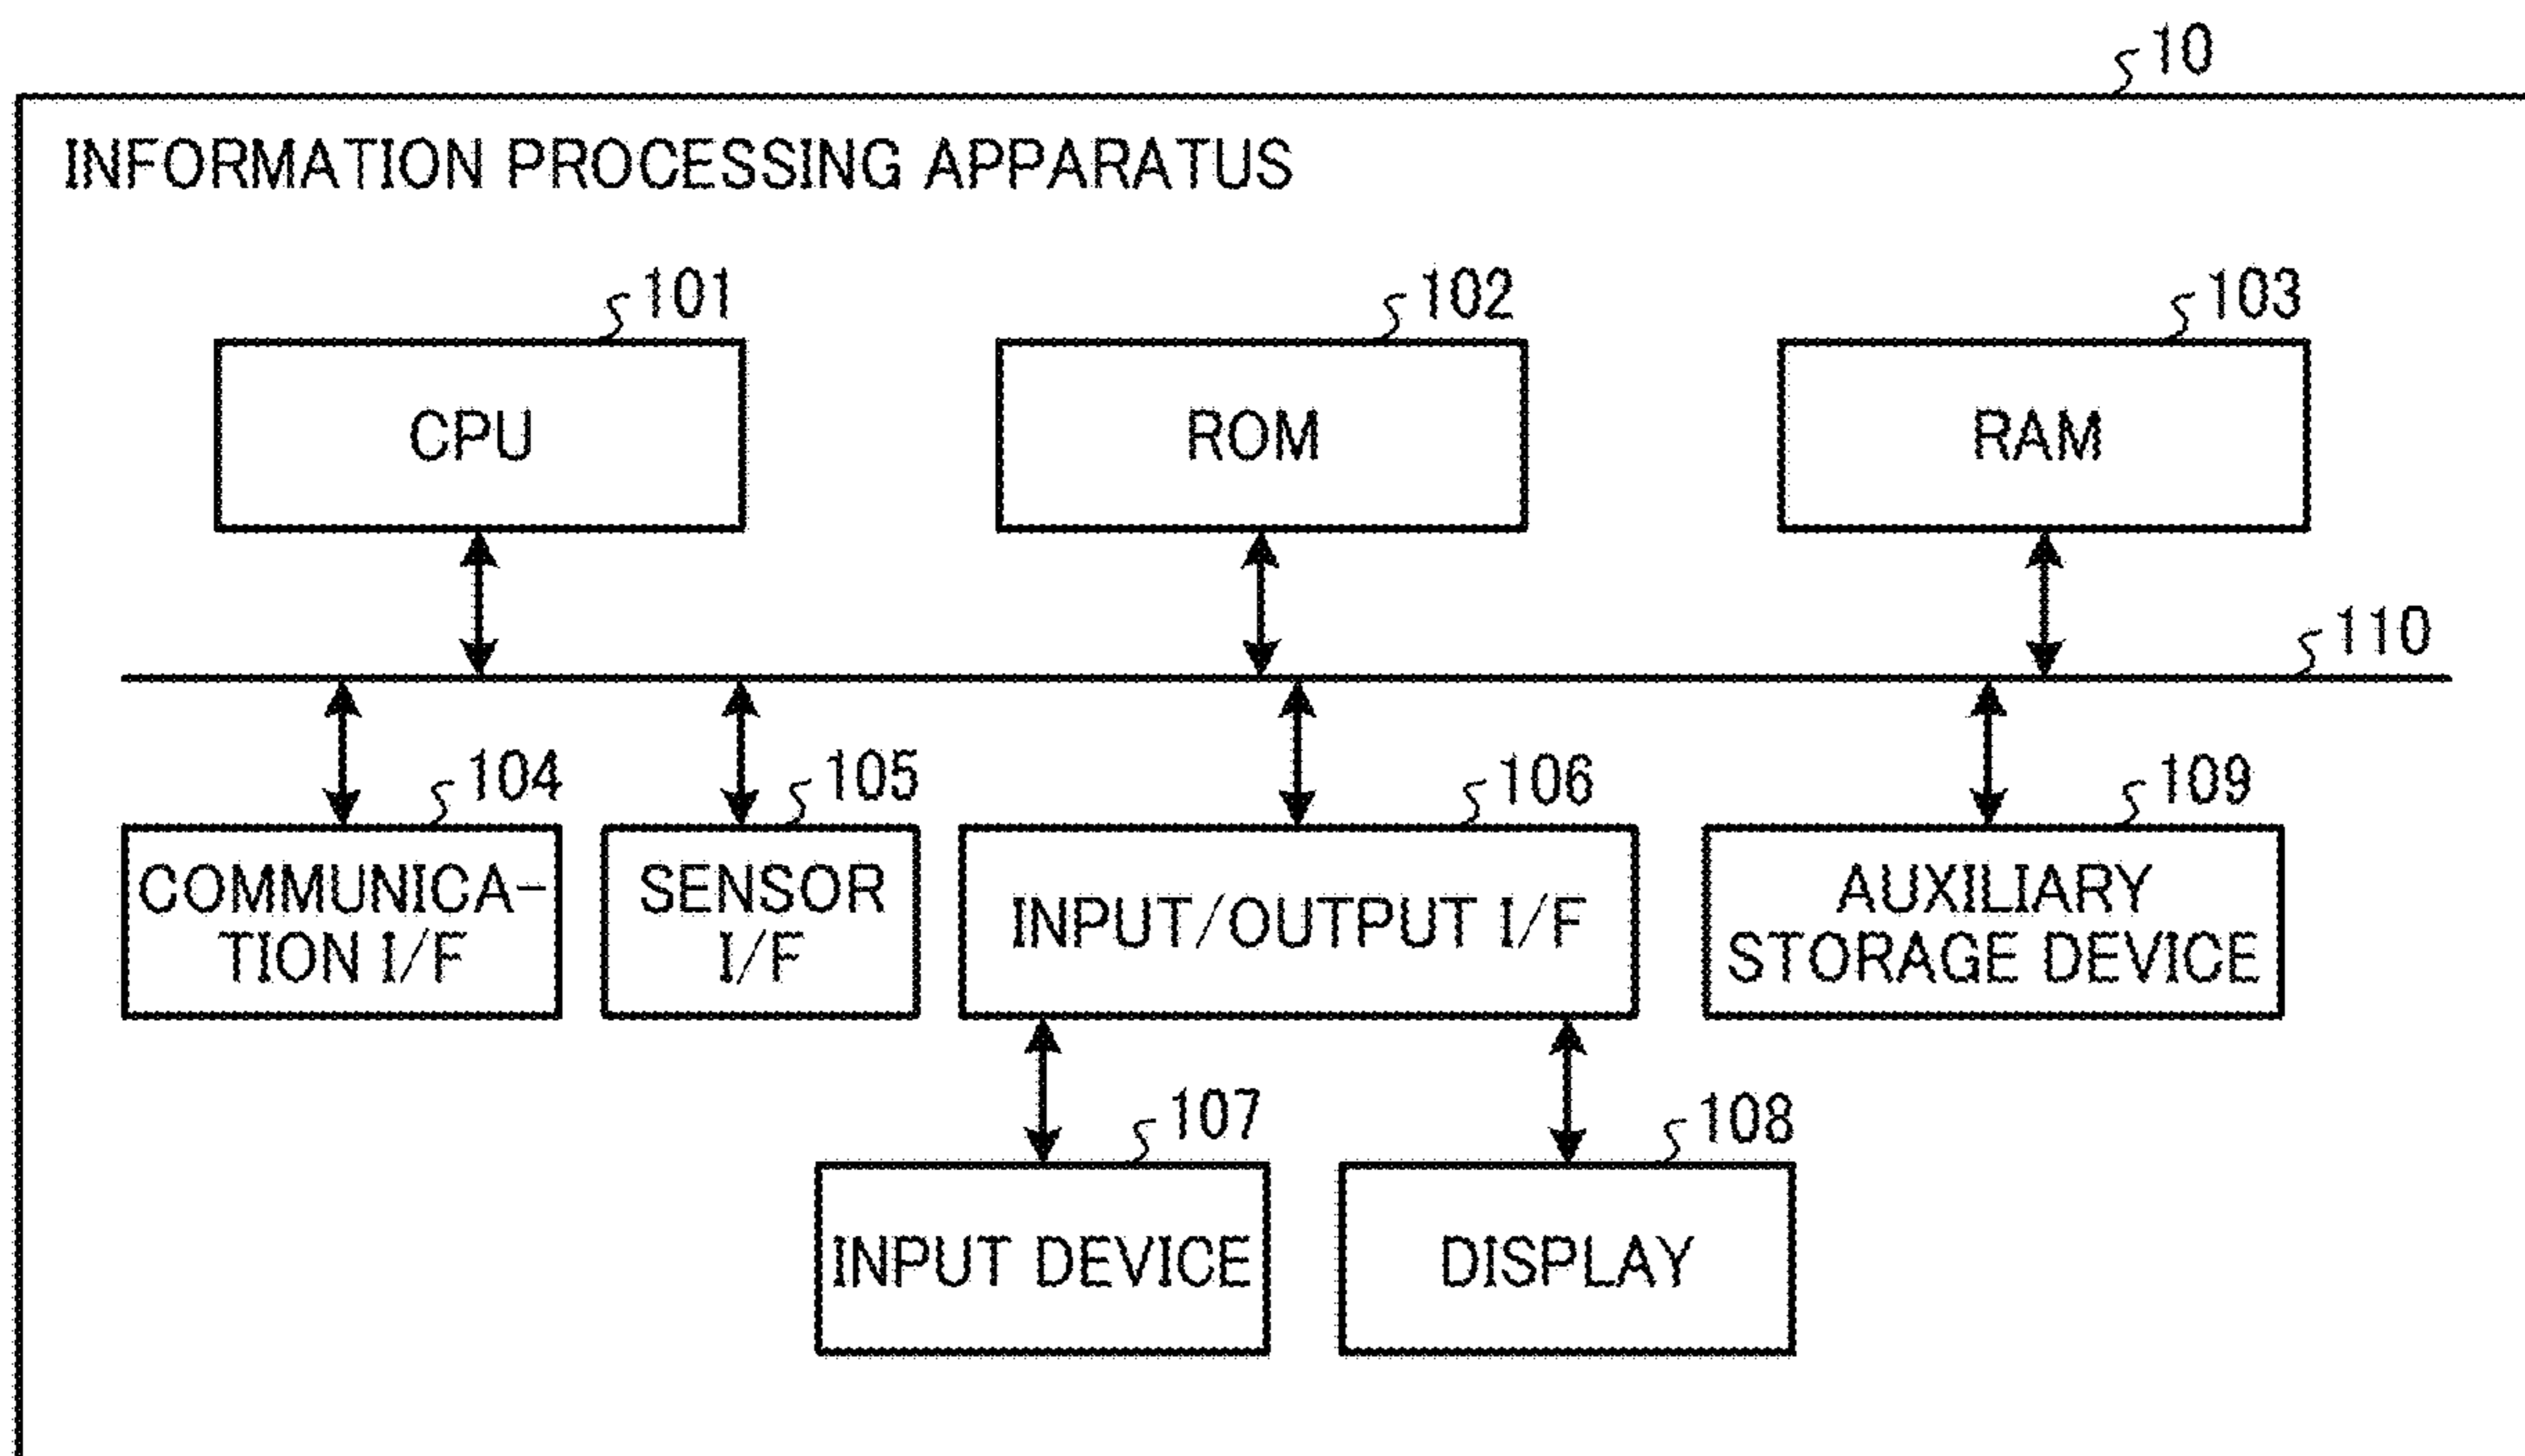 10
INFORMATION PROCESSING APPARATUS
101
102
103
CPU
ROM
RAM
110
104
105
106
109
COMMUNICA-
TION I/F
SENSOR
I/F
INPUT/OUTPUT I/F
AUXILIARY
STORAGE DEVICE
107
108
INPUT DEVICE
DISPLAY